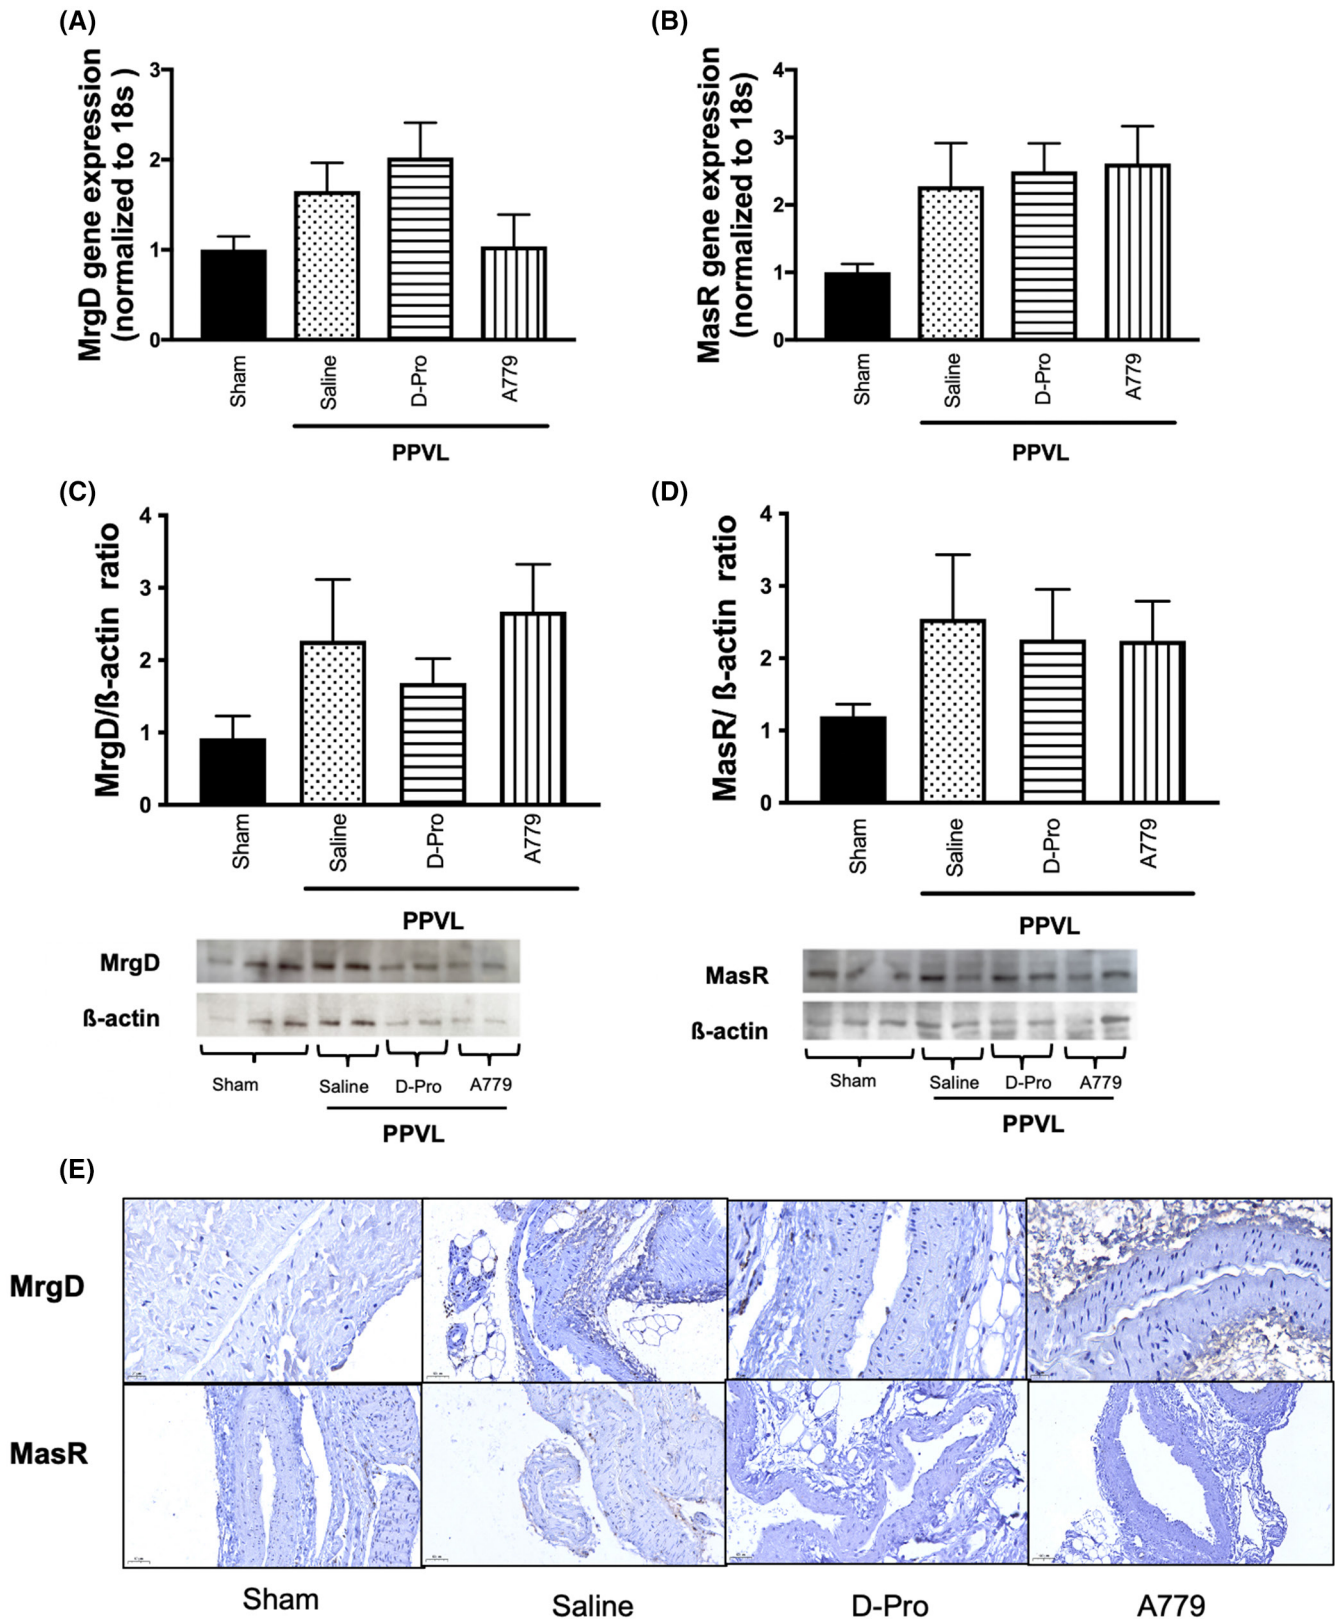 (A)
MrgD gene expression
(normalized to 18s )
3
2
1
0
Sham
Saline
D-Pro
A779
PPVL
(B)
MasR gene expression
(normalized to 18s)
4
3
2
1
0
Sham
Saline
D-Pro
A779
PPVL
(C)
MrgD/ß-actin ratio
4
3
2
1
0
Sham
Saline
D-Pro
A779
PPVL
MrgD
ß-actin
Sham
Saline
D-Pro
A779
PPVL
(D)
MasR/ ß-actin ratio
4
3
2
1
0
Sham
Saline
D-Pro
A779
PPVL
MasR
ß-actin
Sham
Saline
D-Pro
A779
PPVL
(E)
MrgD
MasR
Sham
Saline
D-Pro
A779